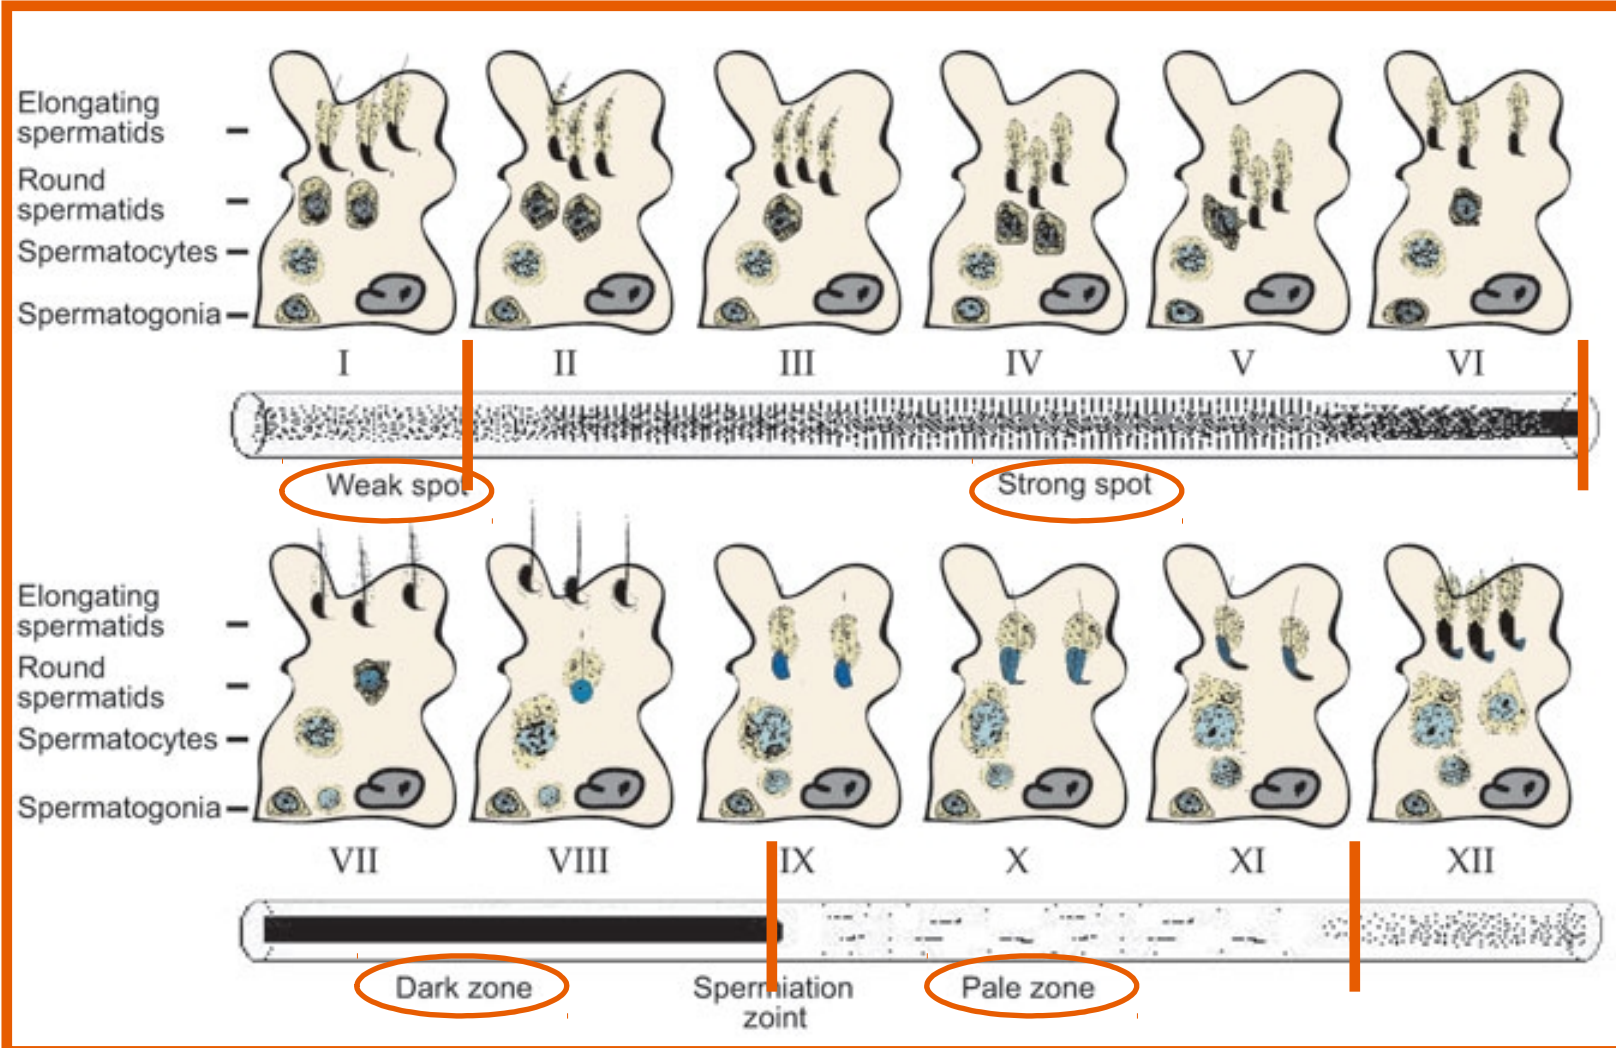 Elongating
spermatids
Round
spermatids
Spermatocytes
Spermatogonia
I II III IV V VI
Weak spot Strong spot
Elongating
spermatids
Round
spermatids
Spermatocytes
Spermatogonia
VII VIII IX X XI XII
Dark zone Spermiation Pale zone
zoint